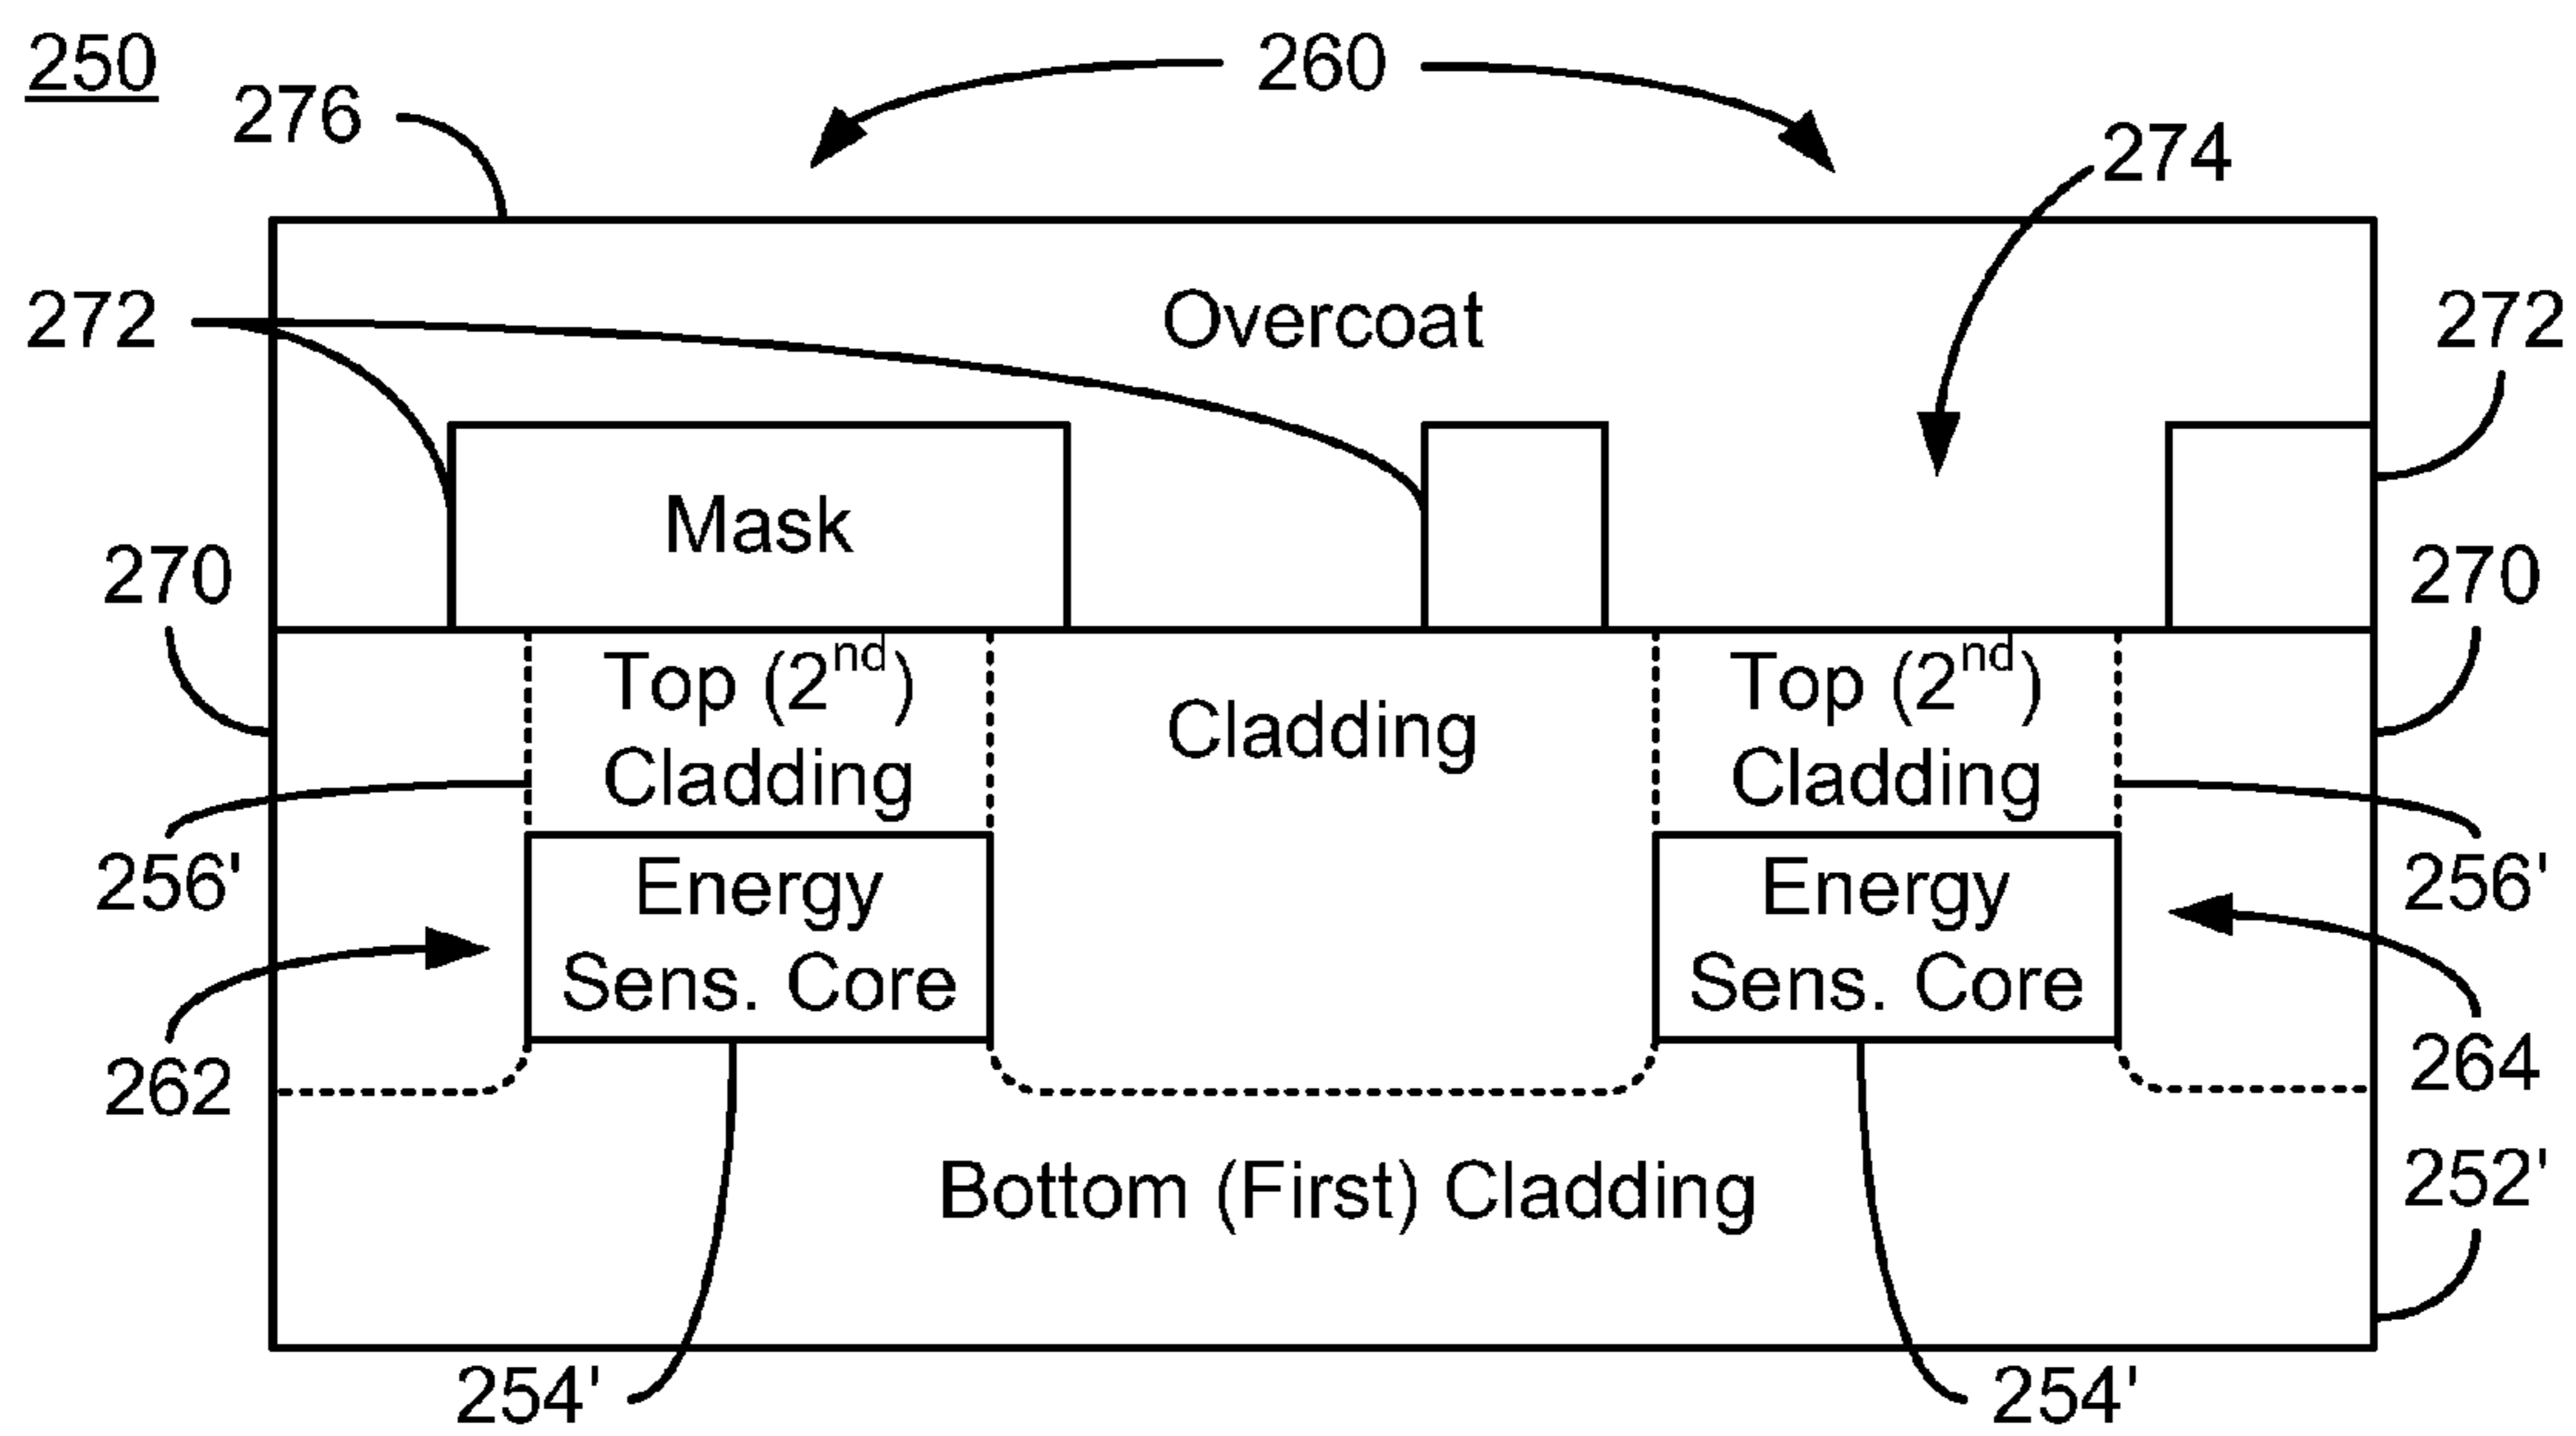 250
260
276
274
272
Overcoat
272
Mask
270
270
Top (2nd)
Cladding
Cladding
Top (2nd)
Cladding
256'
Energy
Sens. Core
Energy
Sens. Core
256'
262
264
Bottom (First) Cladding
252'
254'
254'